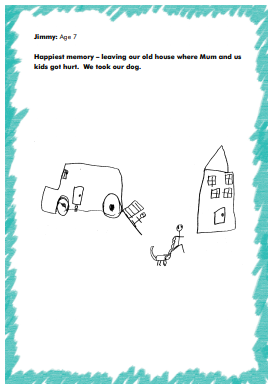 Jimmy: Age 7
Happiest memory – leaving our old house where Mum and us
kids got hurt.  We took our dog.